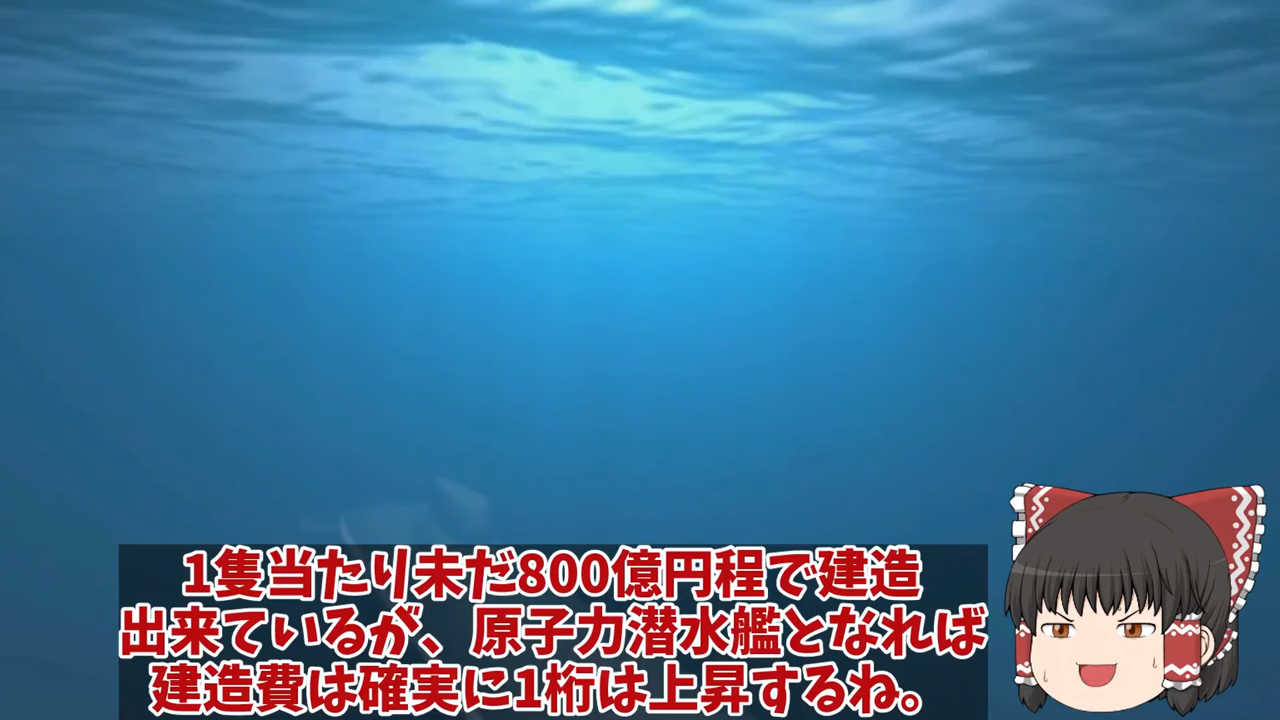 1隻当たり未だ800億円程で建造
出来ているが、原子力潜水艦となれば
建造費は確実に1桁は上昇するね。